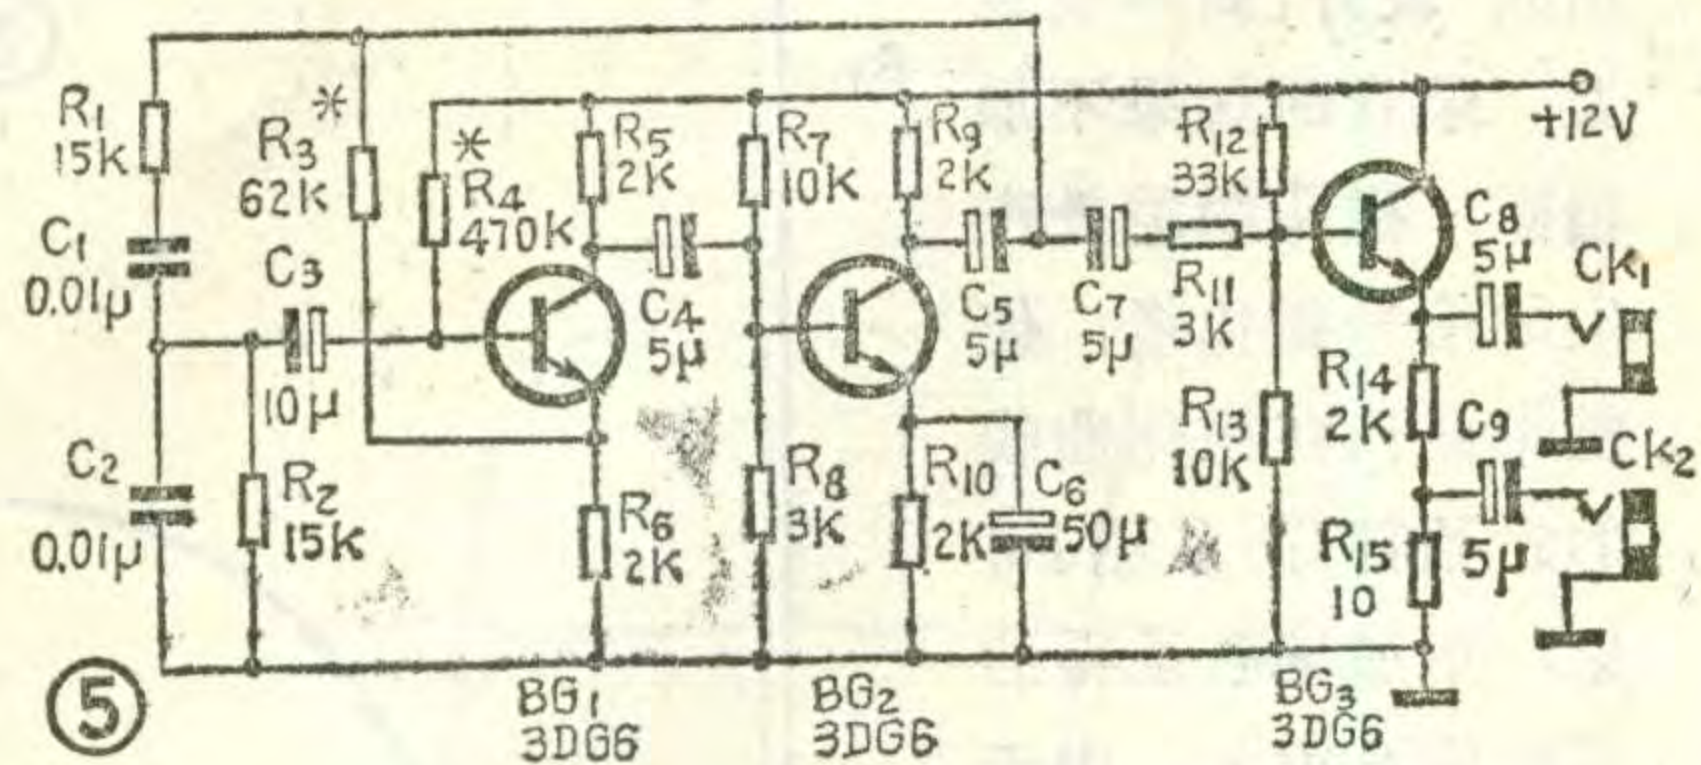 R₁
15k
C₁
0.01μ
C₂
0.01μ
*
R₃
62K
C₃
10μ
R₂
15K
*
R₄
470K
R₅
2K
C₄
5μ
R₆
2K
R₇
10K
R₈
3K
R₉
2K
C₅
5μ
R₁₀
2K
C₆
50μ
C₇
5μ
R₁₁
3K
R₁₂
33K
R₁₃
10K
+12V
C₈
5μ
CK₁
R₁₄
2K
C₉
5μ
CK₂
R₁₅
10
⑤
BG₁
3DG6
BG₂
3DG6
BG₃
3DG6